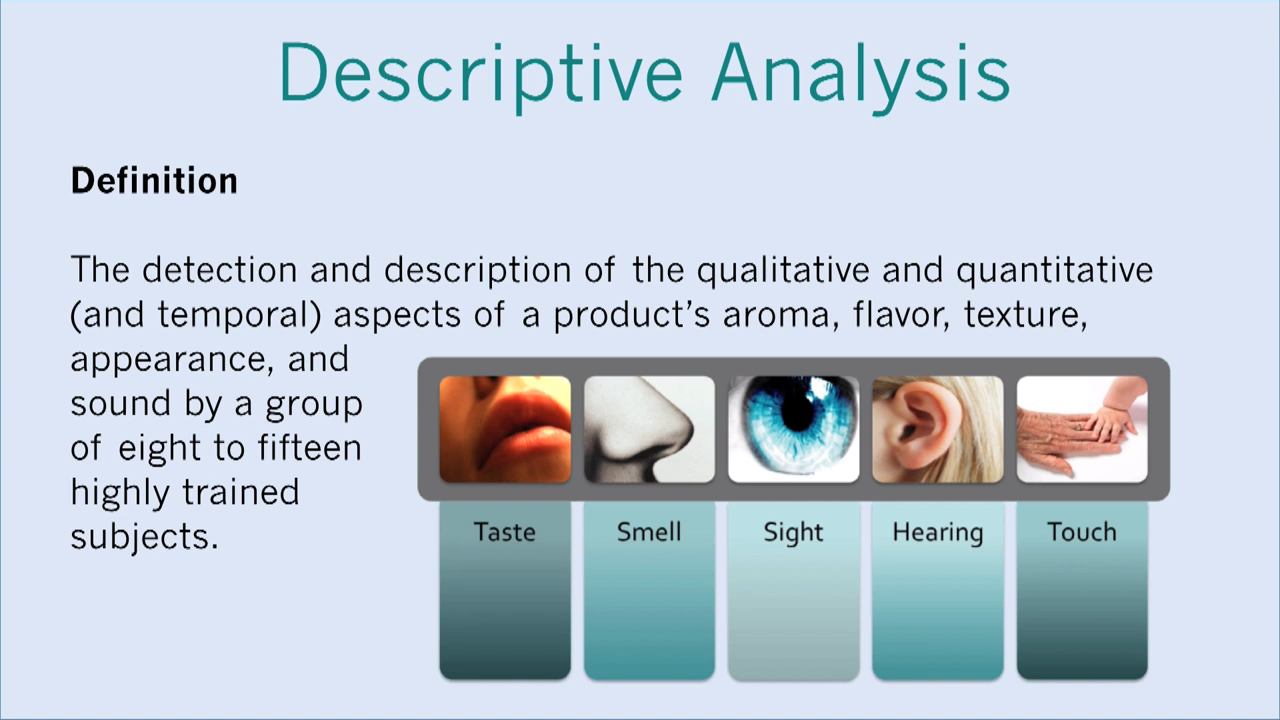 Descriptive Analysis
Definition
The detection and description of the qualitative and quantitative
(and temporal) aspects of a product’s aroma, flavor, texture,
appearance, and
sound by a group
of eight to fifteen
highly trained
subjects.
Taste
Smell
Sight
Hearing
Touch